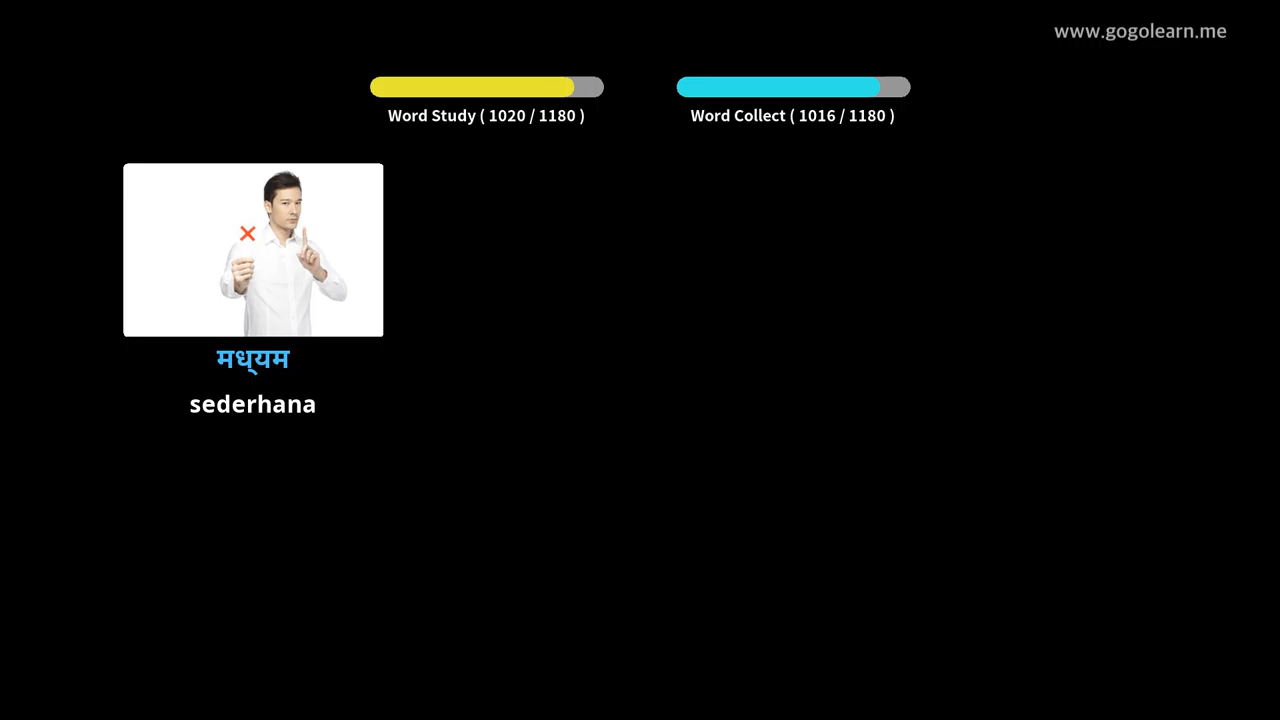 www.gogolearn.me
Word Study ( 1020 / 1180 )
Word Collect ( 1016 / 1180 )
मध्यम
sederhana